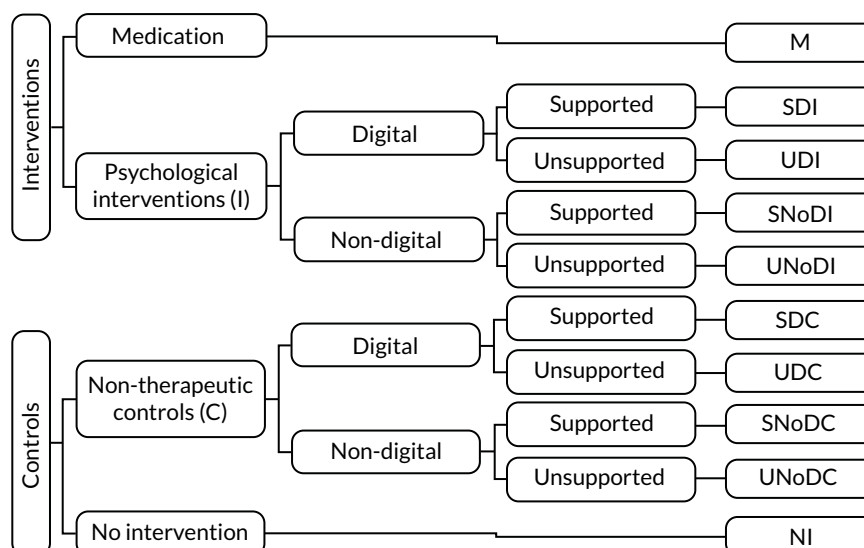 Interventions
Medication
M
Psychological
interventions (I)
Digital
Supported
SDI
Unsupported
UDI
Non-digital
Supported
SNoDI
Unsupported
UNoDI
Controls
Non-therapeutic
controls (C)
Digital
Supported
SDC
Unsupported
UDC
Non-digital
Supported
SNoDC
Unsupported
UNoDC
No intervention
NI